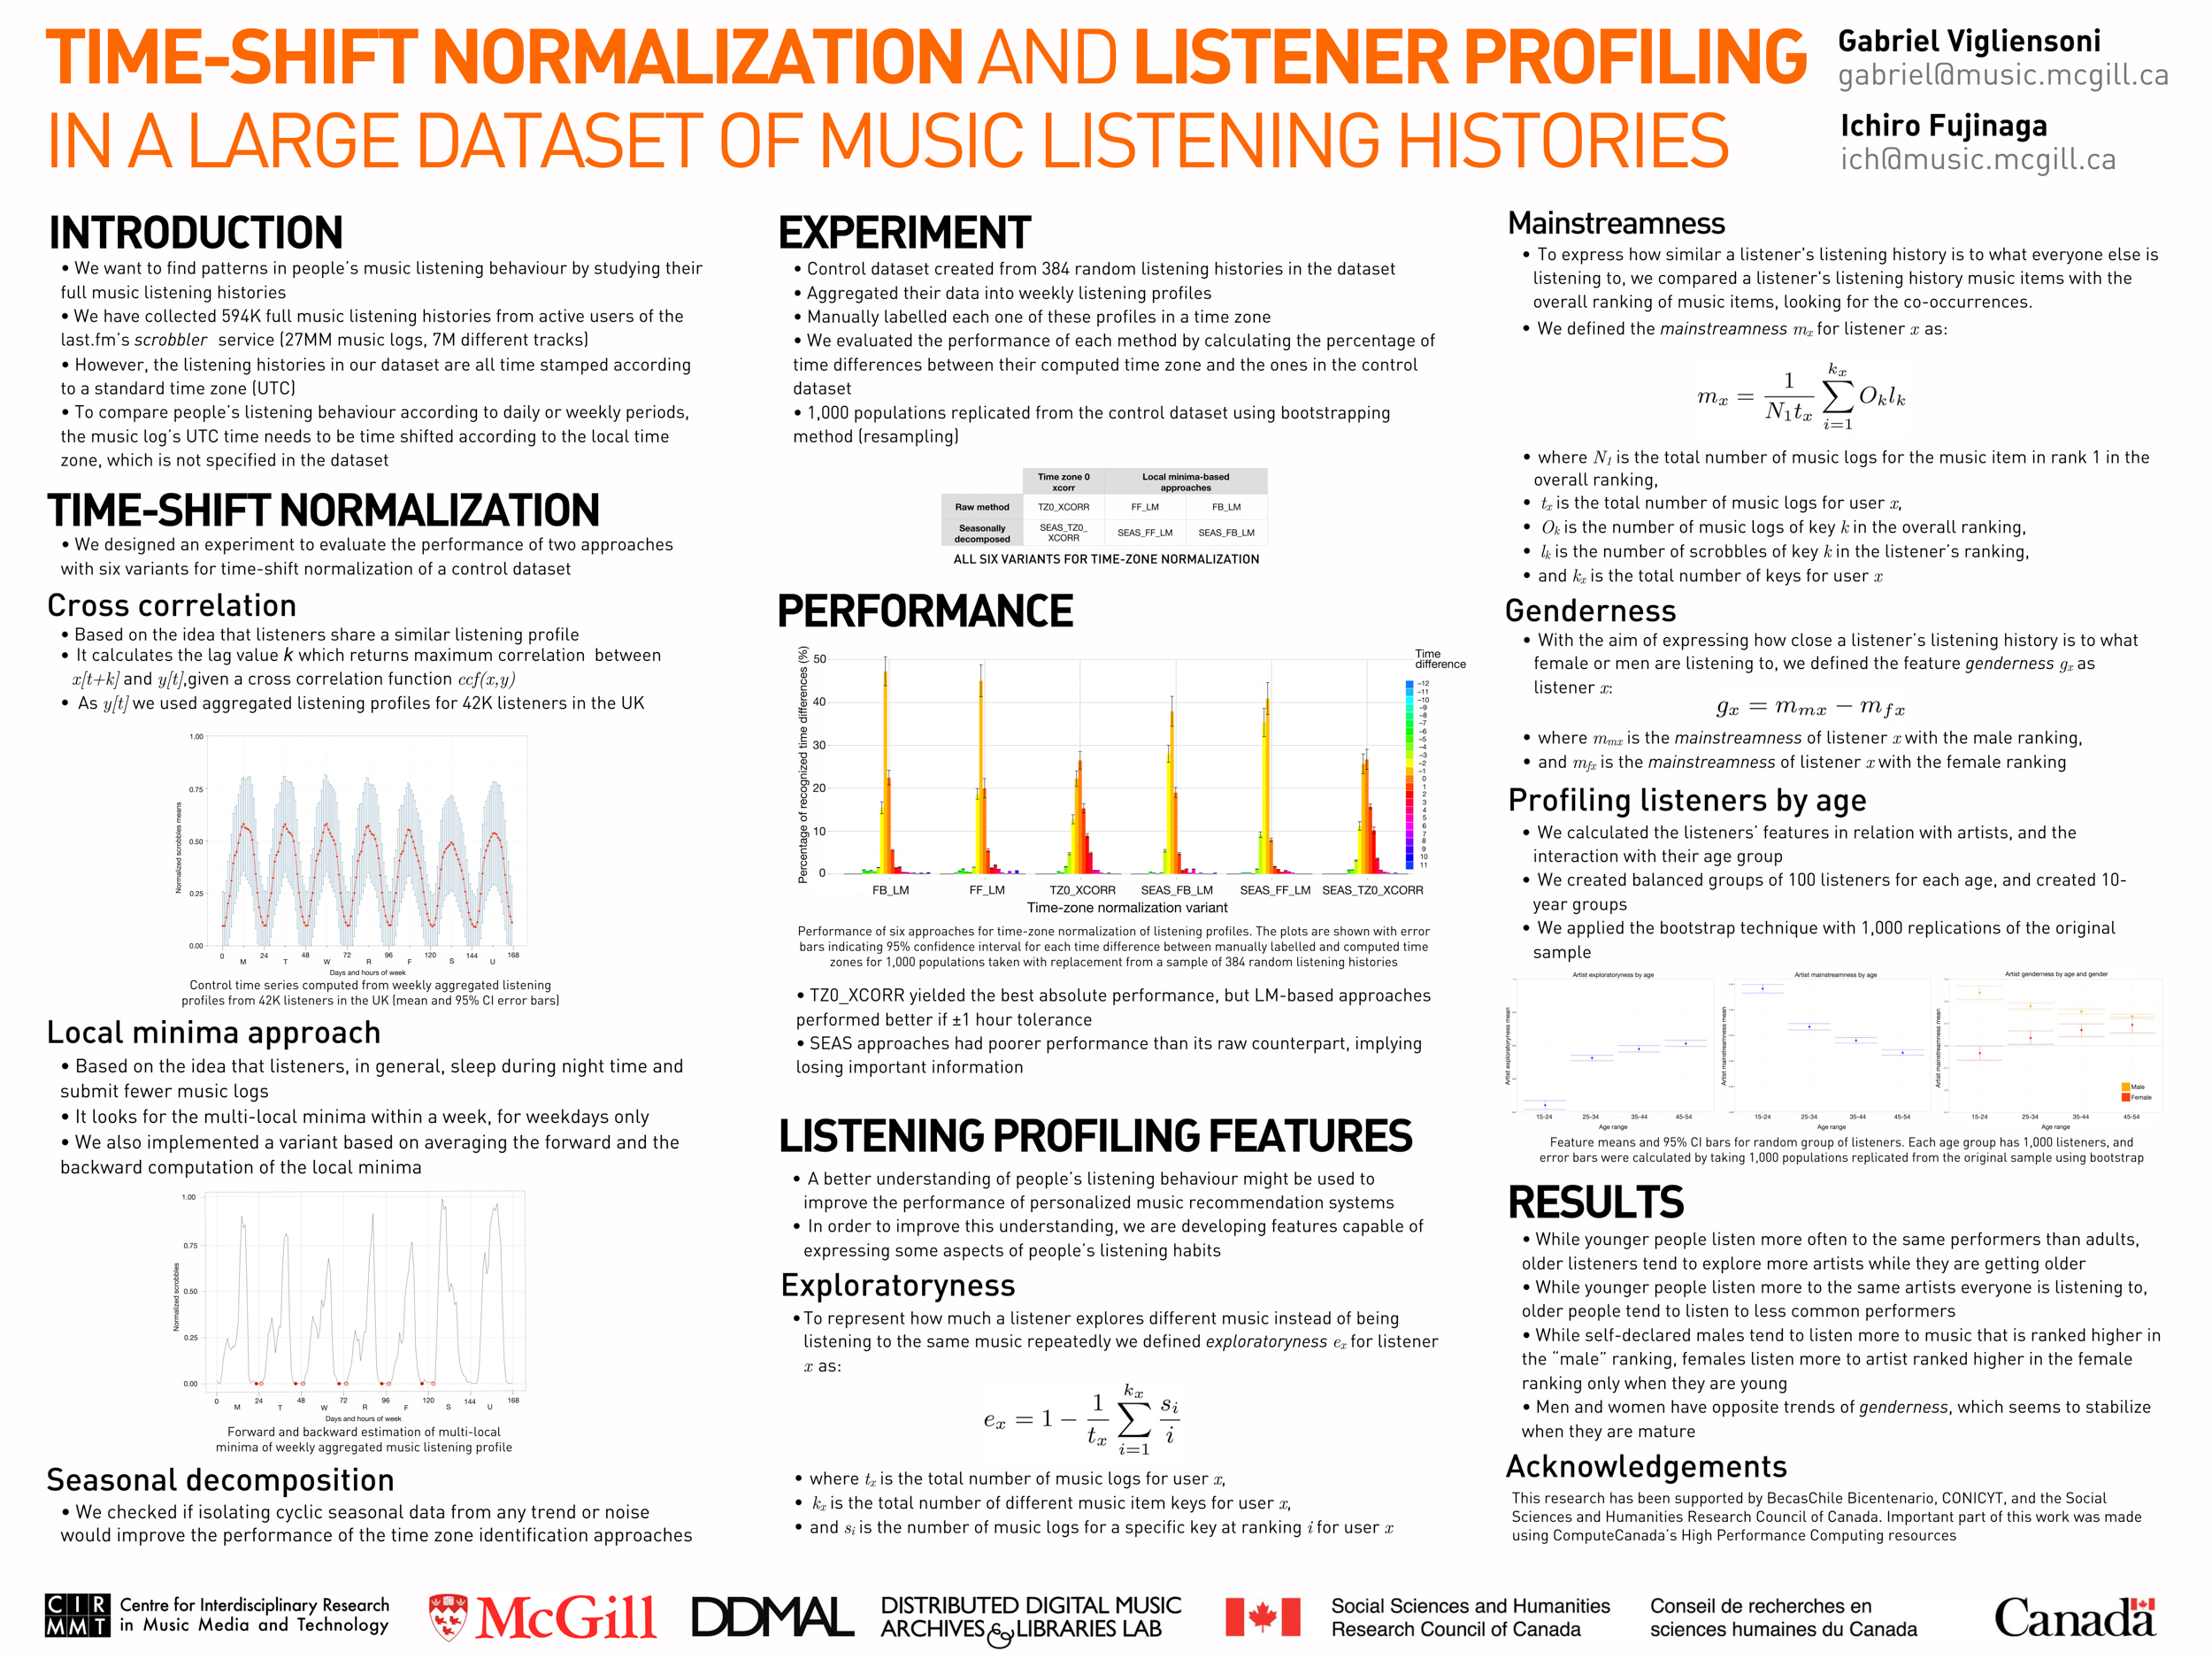 TIME-SHIFT NORMALIZATION AND LISTENER PROFILING
IN A LARGE DATASET OF MUSIC LISTENING HISTORIES
Gabriel Vigliensoni
gabriel@music.mcgill.ca
Ichiro Fujinaga
ich@music.mcgill.ca
INTRODUCTION
• We want to find patterns in people's music listening behaviour by studying their
full music listening histories
• We have collected 594K full music listening histories from active users of the
last.fm's scrobbler service (27MM music logs, 7M different tracks)
• However, the listening histories in our dataset are all time stamped according
to a standard time zone (UTC)
• To compare people's listening behaviour according to daily or weekly periods,
the music log's UTC time needs to be time shifted according to the local time
zone, which is not specified in the dataset
TIME-SHIFT NORMALIZATION
• We designed an experiment to evaluate the performance of two approaches
with six variants for time-shift normalization of a control dataset
Cross correlation
• Based on the idea that listeners share a similar listening profile
• It calculates the lag value k which returns maximum correlation between
x[t+k] and y[t], given a cross correlation function ccf(x,y)
• As y[t] we used aggregated listening profiles for 42K listeners in the UK
1.00
0.75
0.50
0.25
0.00
Normalized scrobbles means
0 24 48 72 96 120 144 168
M T W R F S U
Days and hours of week
Control time series computed from weekly aggregated listening
profiles from 42K listeners in the UK (mean and 95% CI error bars)
Local minima approach
• Based on the idea that listeners, in general, sleep during night time and
submit fewer music logs
• It looks for the multi-local minima within a week, for weekdays only
• We also implemented a variant based on averaging the forward and the
backward computation of the local minima
1.00
0.75
0.50
0.25
0.00
Normalized scrobbles
0 24 48 72 96 120 144 168
M T W R F S U
Days and hours of week
Forward and backward estimation of multi-local
minima of weekly aggregated music listening profile
Seasonal decomposition
• We checked if isolating cyclic seasonal data from any trend or noise
would improve the performance of the time zone identification approaches
EXPERIMENT
• Control dataset created from 384 random listening histories in the dataset
• Aggregated their data into weekly listening profiles
• Manually labelled each one of these profiles in a time zone
• We evaluated the performance of each method by calculating the percentage of
time differences between their computed time zone and the ones in the control
dataset
• 1,000 populations replicated from the control dataset using bootstrapping
method (resampling)
Time zone 0 Local minima-based
xcorr approaches
Raw method TZ0_XCORR FF_LM FB_LM
Seasonally SEAS_TZ0_ SEAS_FF_LM SEAS_FB_LM
decomposed XCORR
ALL SIX VARIANTS FOR TIME-ZONE NORMALIZATION
PERFORMANCE
Percentage of recognized time differences (%)
50
40
30
20
10
0
FB_LM FF_LM TZ0_XCORR SEAS_FB_LM SEAS_FF_LM SEAS_TZ0_XCORR
Time-zone normalization variant
Time
difference
-12
-11
-10
-9
-8
-7
-6
-5
-4
-3
-2
-1
0
1
2
3
4
5
6
7
8
9
10
11
Performance of six approaches for time-zone normalization of listening profiles. The plots are shown with error
bars indicating 95% confidence interval for each time difference between manually labelled and computed time
zones for 1,000 populations taken with replacement from a sample of 384 random listening histories
• TZ0_XCORR yielded the best absolute performance, but LM-based approaches
performed better if ±1 hour tolerance
• SEAS approaches had poorer performance than its raw counterpart, implying
losing important information
LISTENING PROFILING FEATURES
• A better understanding of people's listening behaviour might be used to
improve the performance of personalized music recommendation systems
• In order to improve this understanding, we are developing features capable of
expressing some aspects of people's listening habits
Exploratoryness
• To represent how much a listener explores different music instead of being
listening to the same music repeatedly we defined exploratoryness eₓ for listener
x as:
eₓ = 1 − 1/tₓ ∑_{i=1}^{kₓ} sᵢ/i
• where tₓ is the total number of music logs for user x,
• kₓ is the total number of different music item keys for user x,
• and sᵢ is the number of music logs for a specific key at ranking i for user x
Mainstreamness
• To express how similar a listener's listening history is to what everyone else is
listening to, we compared a listener's listening history music items with the
overall ranking of music items, looking for the co-occurrences.
• We defined the mainstreamness mₓ for listener x as:
mₓ = 1/(N₁tₓ) ∑_{i=1}^{kₓ} Oₖlₖ
• where N₁ is the total number of music logs for the music item in rank 1 in the
overall ranking,
• tₓ is the total number of music logs for user x,
• Oₖ is the number of music logs of key k in the overall ranking,
• lₖ is the number of scrobbles of key k in the listener's ranking,
• and kₓ is the total number of keys for user x
Genderness
• With the aim of expressing how close a listener's listening history is to what
female or men are listening to, we defined the feature genderness gₓ as
listener x:
gₓ = m_{mx} − m_{fx}
• where m_{mx} is the mainstreamness of listener x with the male ranking,
• and m_{fx} is the mainstreamness of listener x with the female ranking
Profiling listeners by age
• We calculated the listeners' features in relation with artists, and the
interaction with their age group
• We created balanced groups of 100 listeners for each age, and created 10-
year groups
• We applied the bootstrap technique with 1,000 replications of the original
sample
Artist exploratoryness by age
Artist exploratoryness mean
15-24 25-34 35-44 45-54
Age range
Artist mainstreamness by age
Artist mainstreamness mean
15-24 25-34 35-44 45-54
Age range
Artist genderness by age and gender
Artist mainstreamness mean
Male
Female
15-24 25-34 35-44 45-54
Age range
Feature means and 95% CI bars for random group of listeners. Each age group has 1,000 listeners, and
error bars were calculated by taking 1,000 populations replicated from the original sample using bootstrap
RESULTS
• While younger people listen more often to the same performers than adults,
older listeners tend to explore more artists while they are getting older
• While younger people listen more to the same artists everyone is listening to,
older people tend to listen to less common performers
• While self-declared males tend to listen more to music that is ranked higher in
the "male" ranking, females listen more to artist ranked higher in the female
ranking only when they are young
• Men and women have opposite trends of genderness, which seems to stabilize
when they are mature
Acknowledgements
This research has been supported by BecasChile Bicentenario, CONICYT, and the Social
Sciences and Humanities Research Council of Canada. Important part of this work was made
using ComputeCanada's High Performance Computing resources
CIRMMT
Centre for Interdisciplinary Research
in Music Media and Technology
McGill
DDMAL
DISTRIBUTED DIGITAL MUSIC
ARCHIVES & LIBRARIES LAB
Social Sciences and Humanities
Research Council of Canada
Conseil de recherches en
sciences humaines du Canada
Canada